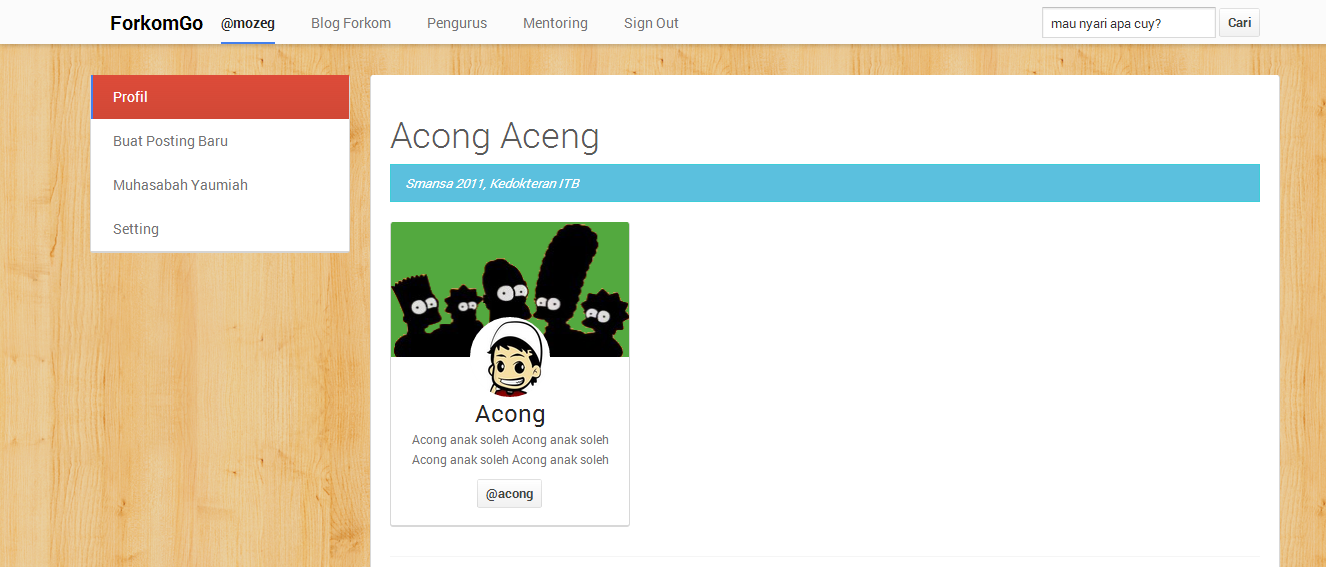 ForkomGo @mozeg Blog Forkom Pengurus Mentoring Sign Out mau nyari apa cuy? Cari
Profil
Buat Posting Baru
Muhasabah Yaumiah
Setting
Acong Aceng
Smansa 2011, Kedokteran ITB
Acong
Acong anak soleh Acong anak soleh
Acong anak soleh Acong anak soleh
@acong